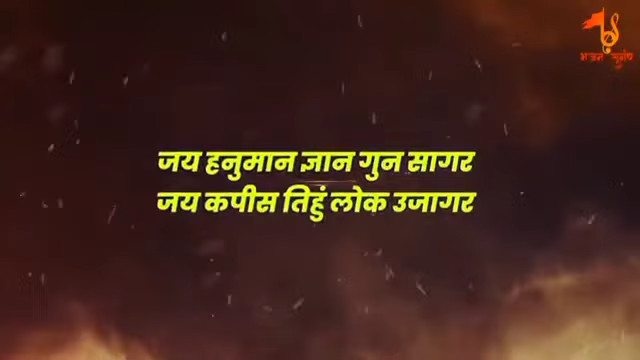 जय हनुमान ज्ञान गुन सागर
जय कपीस तिहुं लोक उजागर